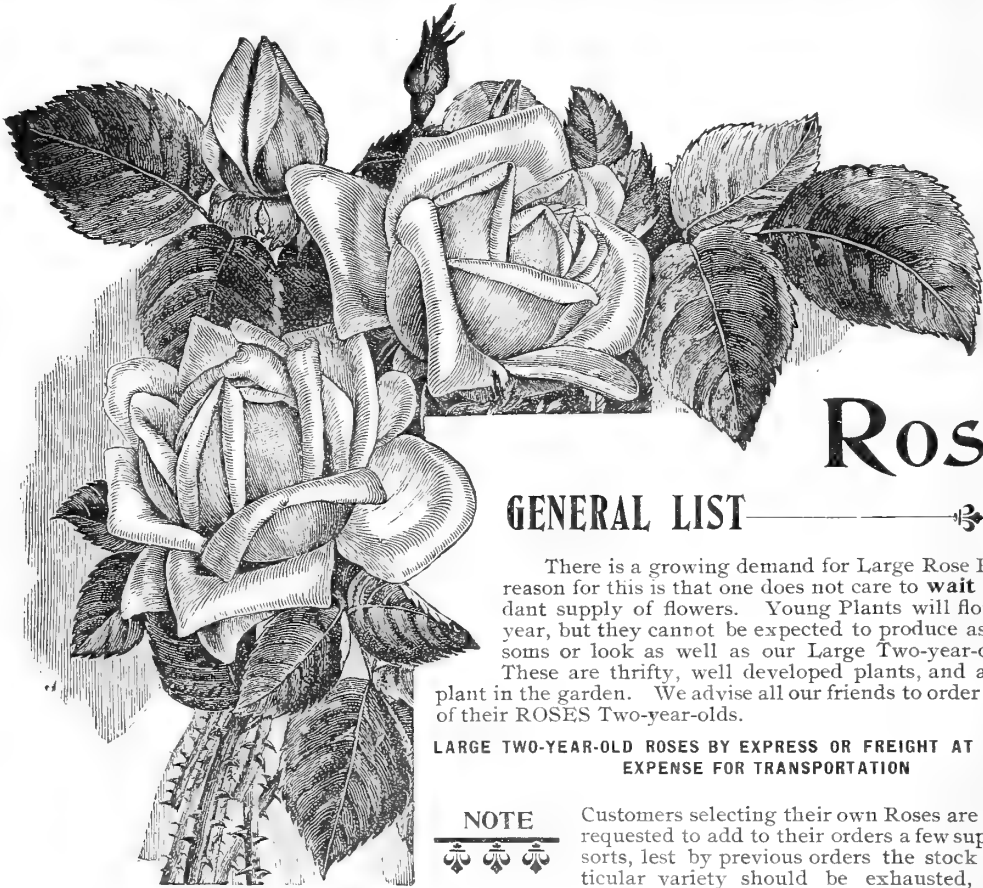 Ros
GENERAL LIST
There is a growing demand for Large Rose
reason for this is that one does not care to wait
dant supply of flowers. Young Plants will flo
year, but they cannot be expected to produce as
soms or look as well as our Large Two-year-o
These are thrifty, well developed plants, and a
plant in the garden. We advise all our friends to order
of their ROSES Two-year-olds.
LARGE TWO-YEAR-OLD ROSES BY EXPRESS OR FREIGHT AT
EXPENSE FOR TRANSPORTATION
NOTE
Customers selecting their own Roses are
requested to add to their orders a few sup
sorts, lest by previous orders the stock
ticular variety should be exhausted,